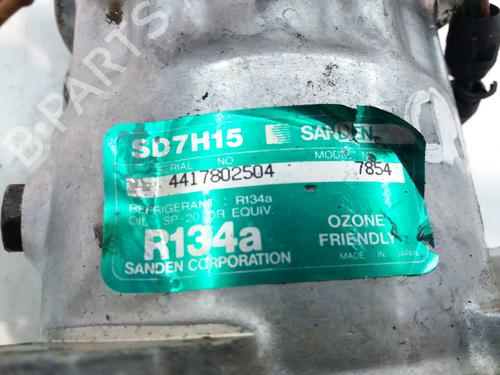 B-PARTS
SD7H15 SANDEN
SERIAL NO MODEL
4417802504 7854
REFRIGERANT : R134a
OIL : SP-20 OR EQUIV.
R134a
OZONE
FRIENDLY
SANDEN CORPORATION
MADE IN JAPAN